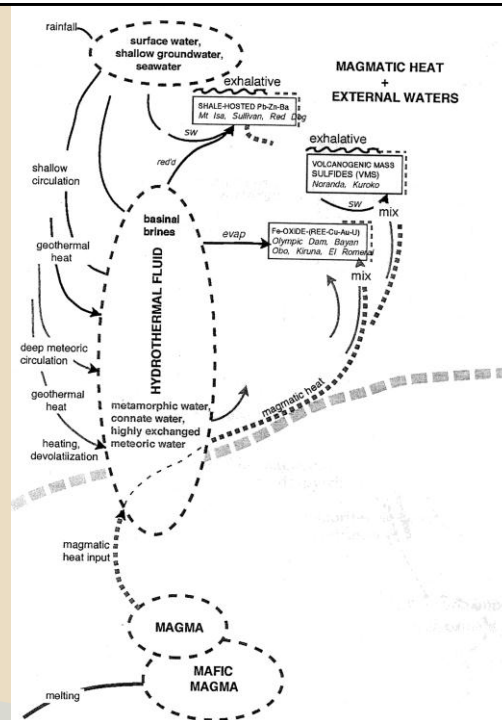 rainfall
surface water,
shallow groundwater,
seawater
MAGMATIC HEAT
+
EXTERNAL WATERS
exhalative
SHALE-HOSTED Pb-Zn-Ba
Mt Isa, Sullivan, Red Dog
sw
red'd
exhalative
VOLCANOGENIC MASS
SULFIDES (VMS)
Noranda, Kuroko
sw
mix
shallow
circulation
basinal
brines
evap
Fe-OXIDE-(REE-Cu-Au-U)
Olympic Dam, Bayan
Obo, Kiruna, El Romeral
mix
geothermal
heat
HYDROTHERMAL FLUID
deep meteoric
circulation
geothermal
heat
magmatic heat
metamorphic water,
connate water,
highly exchanged
meteoric water
heating,
devolatiization
magmatic
heat input
MAGMA
MAFIC
MAGMA
melting